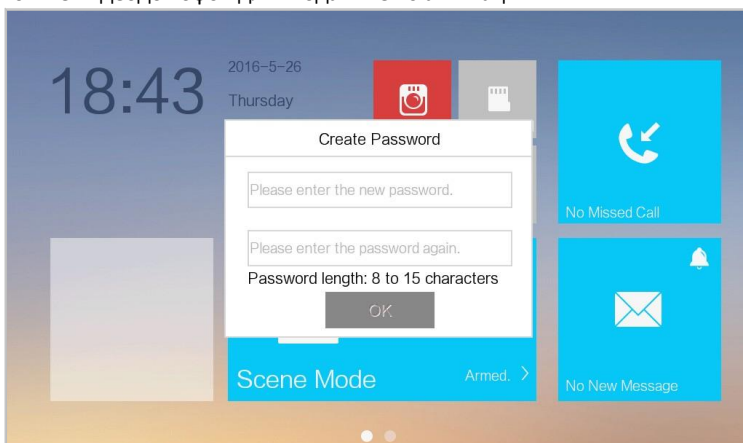 18:43
2016-5-26
Thursday
Create Password
Please enter the new password.
Please enter the password again.
Password length: 8 to 15 characters
OK
No Missed Call
Scene Mode
Armed.
No New Message